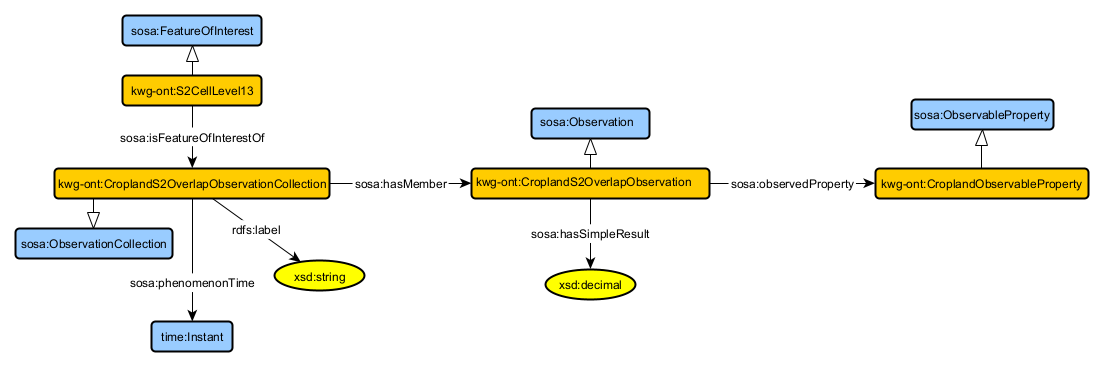 sosa:FeatureOfInterest
kwg-ont:S2CellLevel13
sosa:isFeatureOfInterestOf
kwg-ont:CroplandS2OverlapObservationCollection
sosa:hasMember
sosa:ObservationCollection
rdfs:label
xsd:string
sosa:phenomenonTime
time:Instant
sosa:Observation
kwg-ont:CroplandS2OverlapObservation
sosa:observedProperty
sosa:hasSimpleResult
xsd:decimal
sosa:ObservableProperty
kwg-ont:CroplandObservableProperty